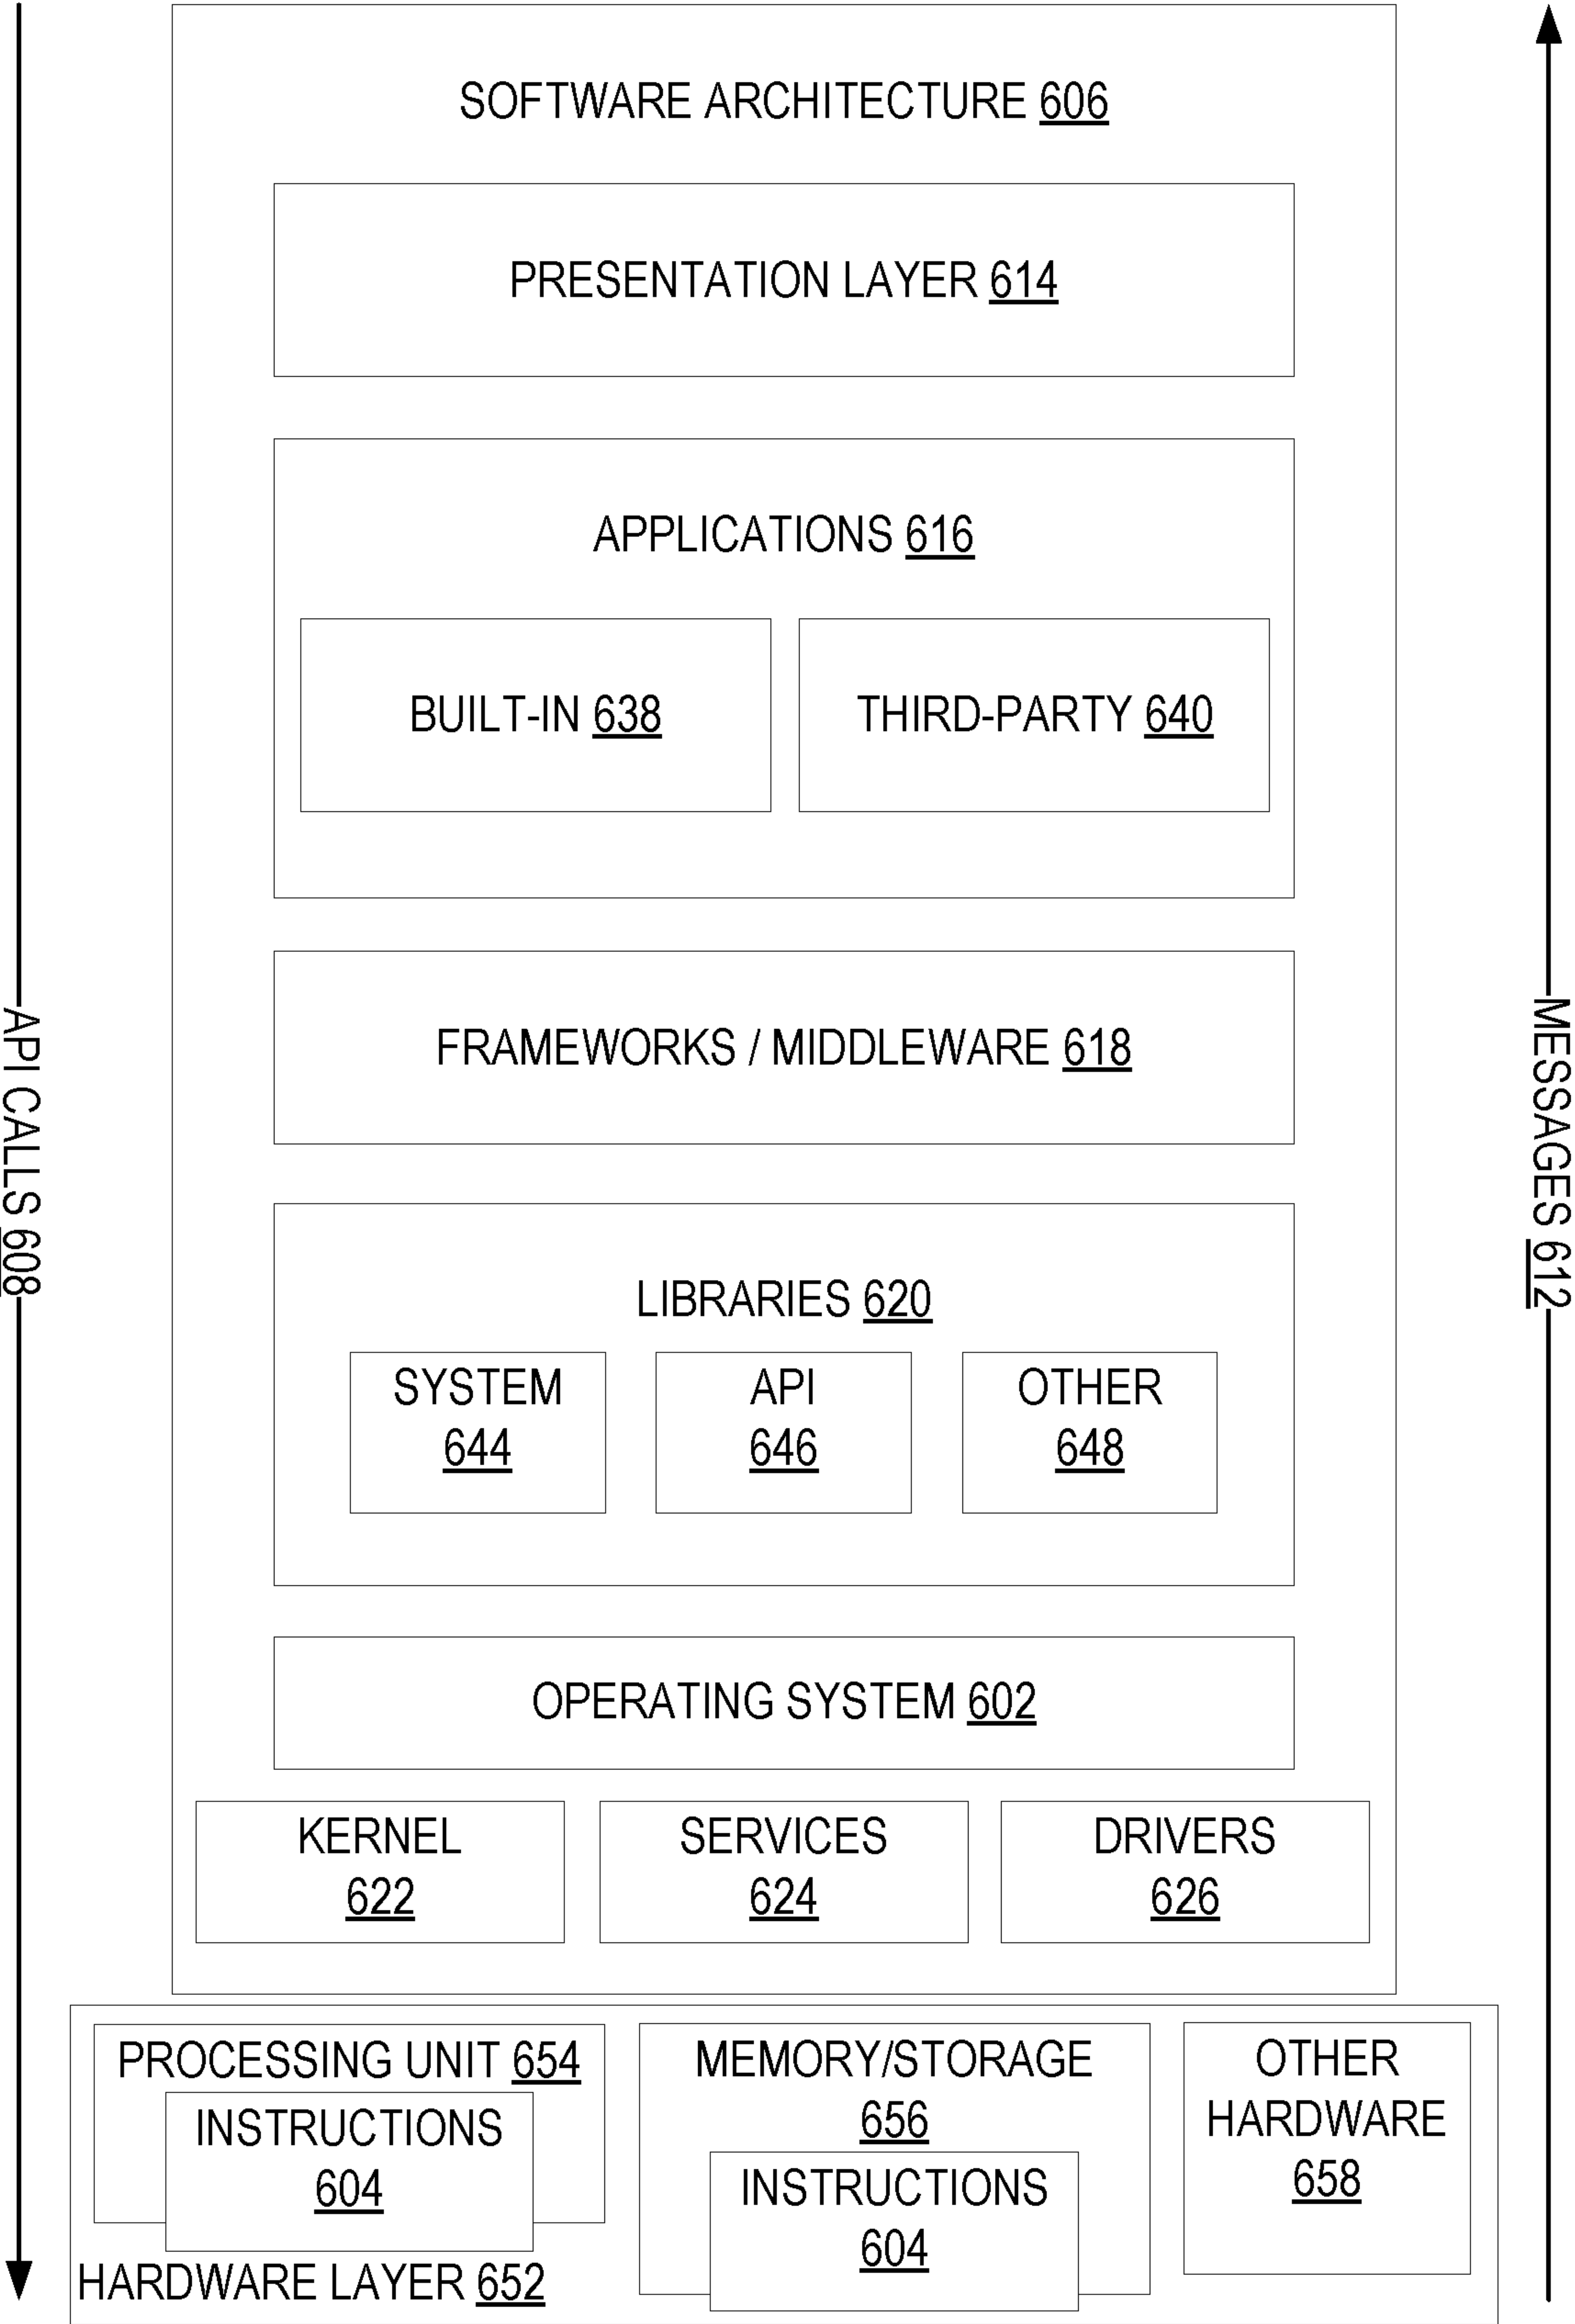 SOFTWARE ARCHITECTURE 606
PRESENTATION LAYER 614
APPLICATIONS 616
BUILT-IN 638
THIRD-PARTY 640
FRAMEWORKS / MIDDLEWARE 618
API CALLS 608
MESSAGES 612
LIBRARIES 620
SYSTEM
644
API
646
OTHER
648
OPERATING SYSTEM 602
KERNEL
622
SERVICES
624
DRIVERS
626
PROCESSING UNIT 654
INSTRUCTIONS
604
MEMORY/STORAGE
656
INSTRUCTIONS
604
OTHER
HARDWARE
658
HARDWARE LAYER 652